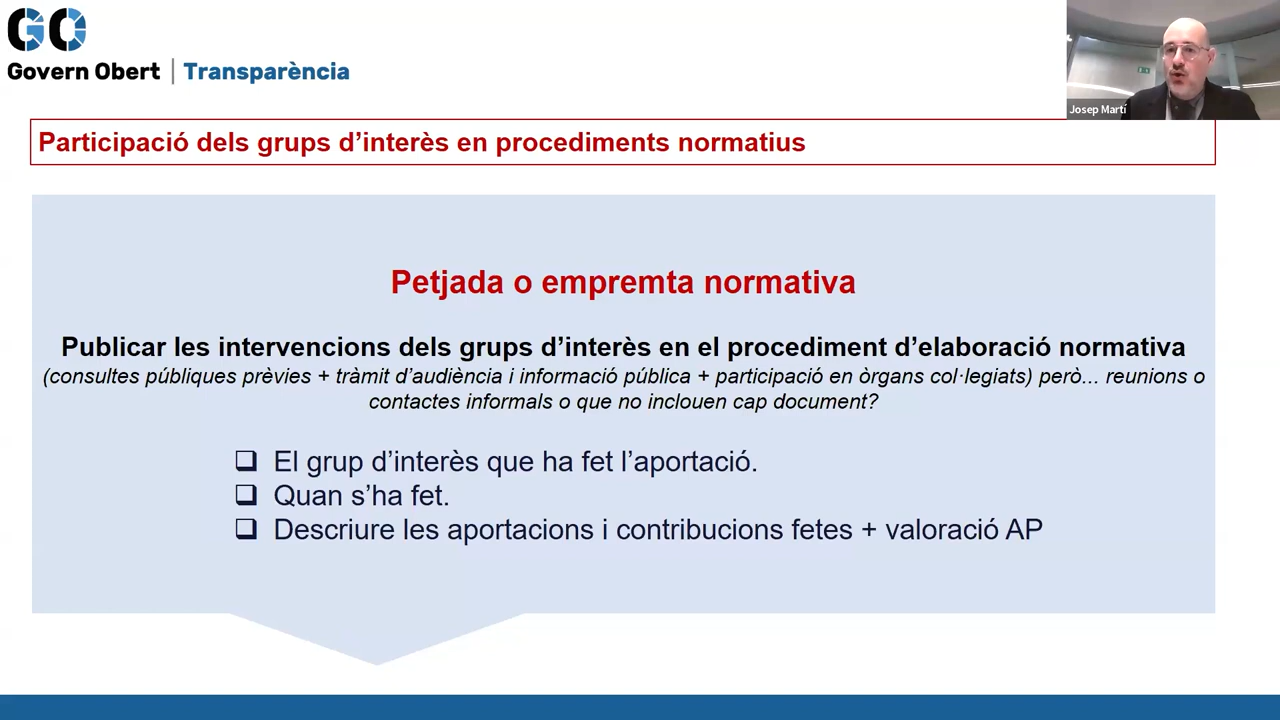 GO
Govern Obert | Transparència
Josep Martí
Participació dels grups d’interès en procediments normatius
Petjada o empremta normativa
Publicar les intervencions dels grups d’interès en el procediment d’elaboració normativa
(consultes públiques prèvies + tràmit d’audiència i informació pública + participació en òrgans col·legiats) però... reunions o
contactes informals o que no inclouen cap document?
❑ El grup d’interès que ha fet l’aportació.
❑ Quan s’ha fet.
❑ Descriure les aportacions i contribucions fetes + valoració AP